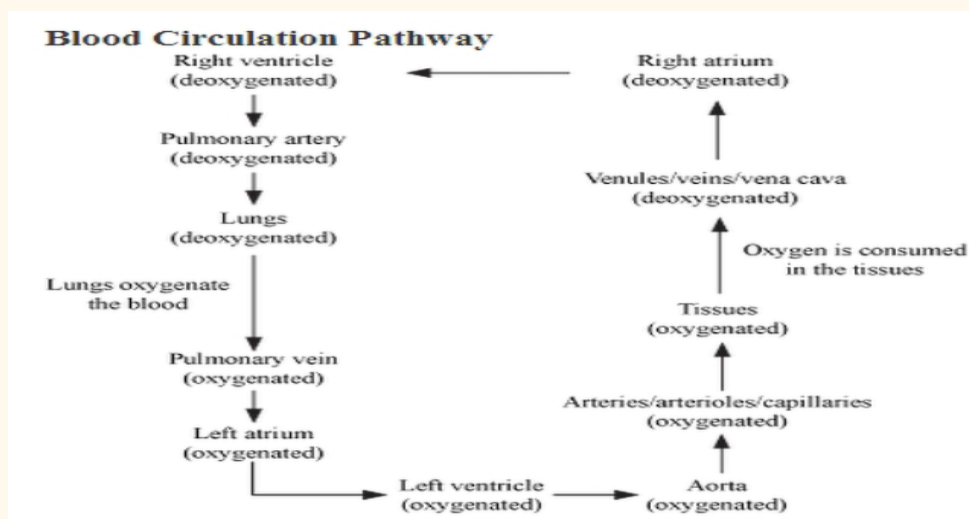 Blood Circulation Pathway
Right ventricle
(deoxygenated)
Pulmonary artery
(deoxygenated)
Lungs
(deoxygenated)
Lungs oxygenate
the blood
Pulmonary vein
(oxygenated)
Left atrium
(oxygenated)
Left ventricle
(oxygenated)
Aorta
(oxygenated)
Arteries/arterioles/capillaries
(oxygenated)
Tissues
(oxygenated)
Oxygen is consumed
in the tissues
Venules/veins/vena cava
(deoxygenated)
Right atrium
(deoxygenated)